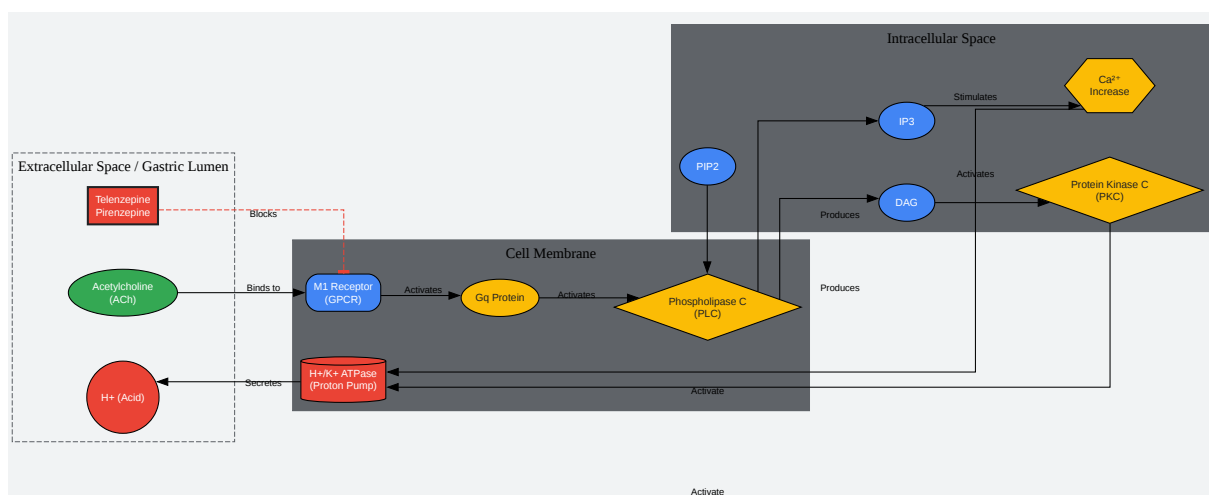 Intracellular Space
Ca²⁺
Increase
Stimulates
IP3
Extracellular Space / Gastric Lumen
PIP2
Activates
Protein Kinase C
(PKC)
Telenzepine
Pirenzepine
DAG
Blocks
Produces
Cell Membrane
Acetylcholine
(ACh)
Binds to
M1 Receptor
(GPCR)
Activates
Gq Protein
Activates
Phospholipase C
(PLC)
Produces
H+/K+ ATPase
(Proton Pump)
Secretes
Activate
H+ (Acid)
Activate